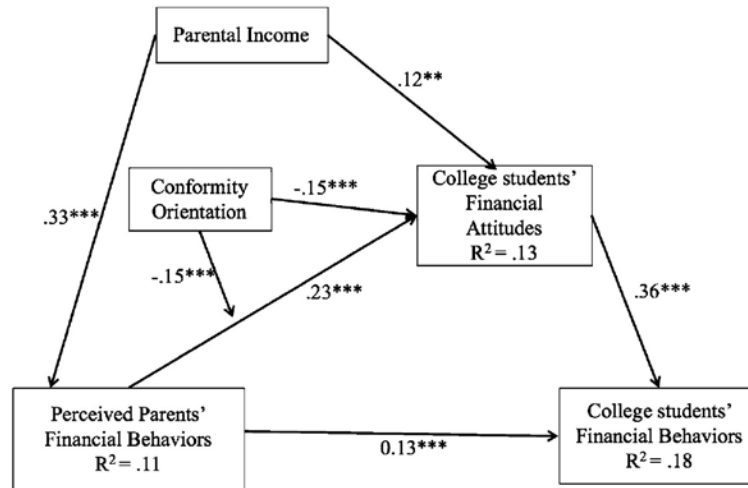 Parental Income
.12**
Conformity
Orientation
-.15***
College students'
Financial
Attitudes
R² = .13
.33***
-.15***
.23***
.36***
Perceived Parents'
Financial Behaviors
R² = .11
0.13***
College students'
Financial Behaviors
R² = .18